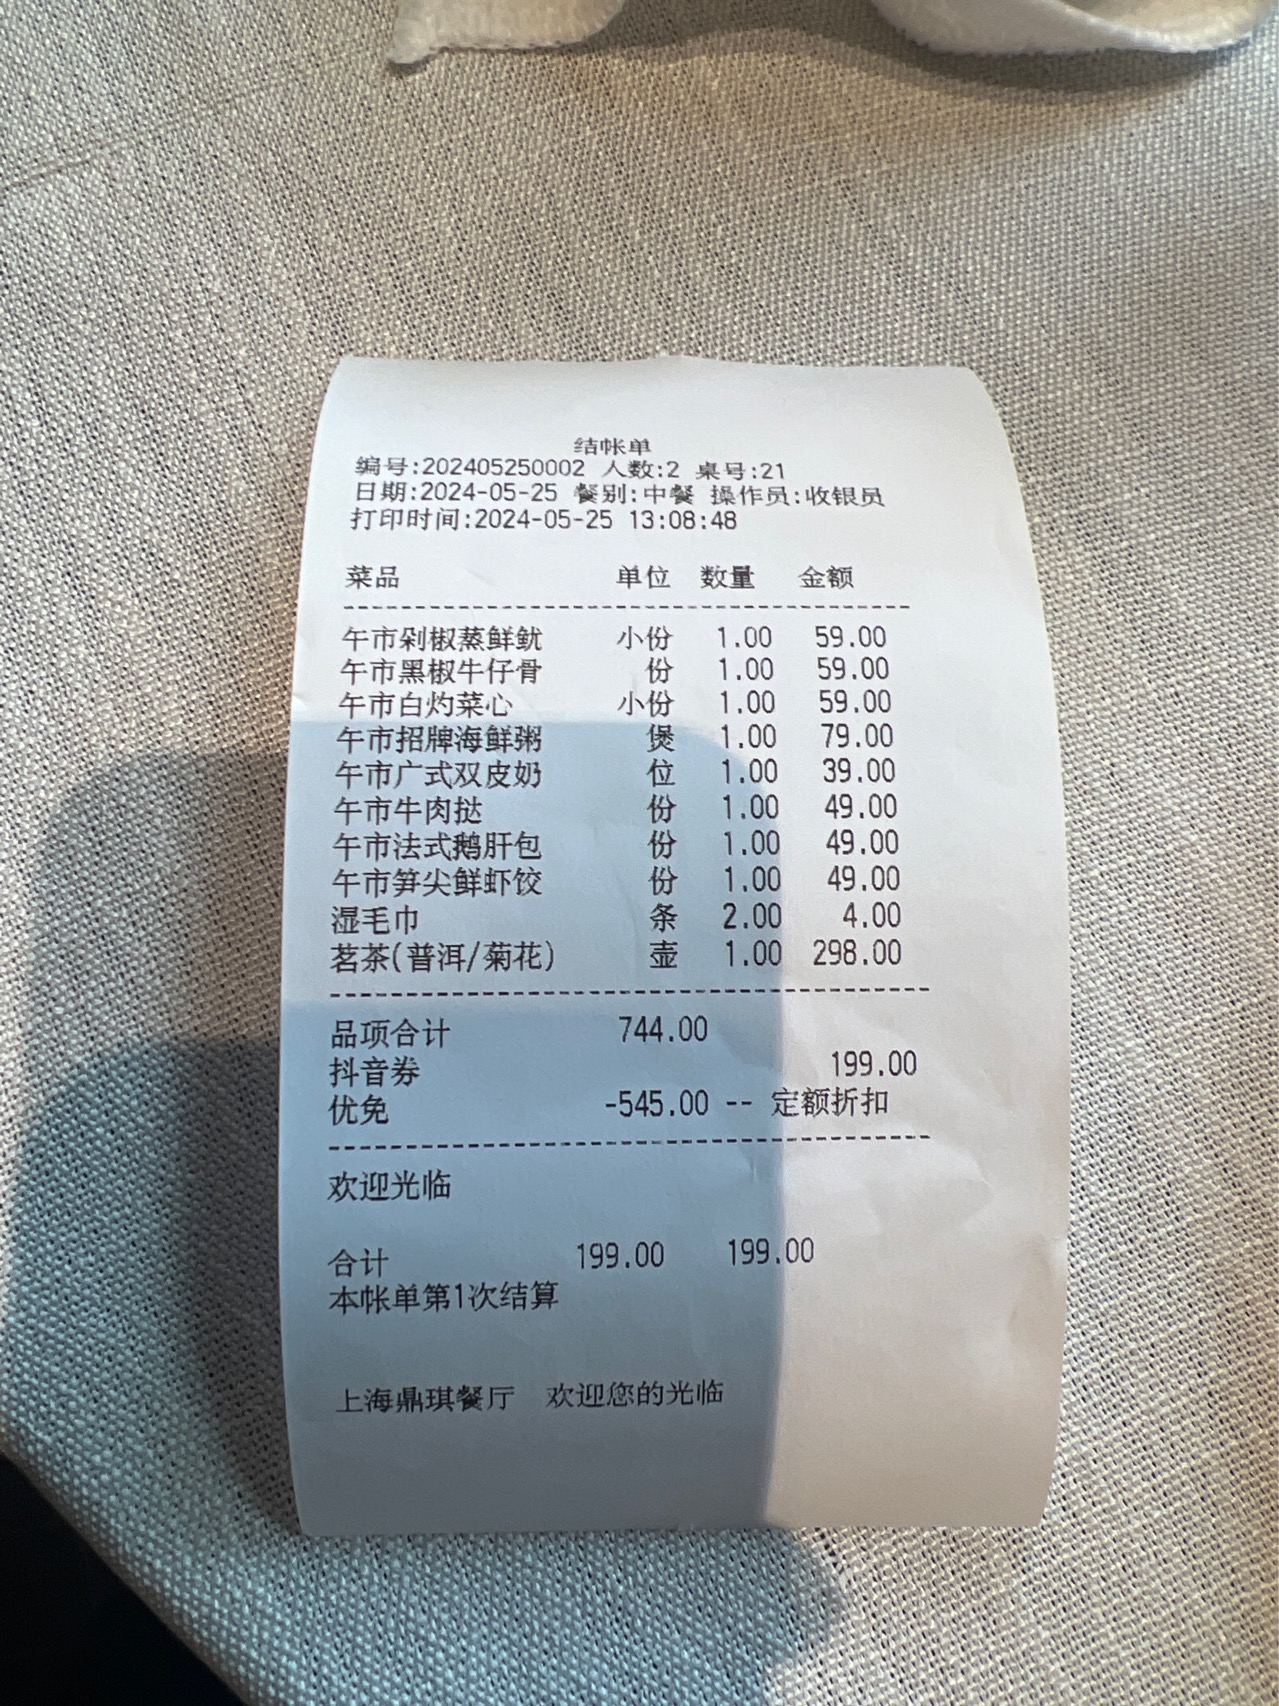 结帐单
编号:202405250002 人数:2 桌号:21
日期:2024-05-25 餐别:中餐 操作员:收银员
打印时间:2024-05-25 13:08:48
菜品 单位 数量 金额
午市剁椒蒸鲜鱿 小份 1.00 59.00
午市黑椒牛仔骨 份 1.00 59.00
午市白灼菜心 小份 1.00 59.00
午市招牌海鲜粥 煲 1.00 79.00
午市广式双皮奶 位 1.00 39.00
午市牛肉挞 份 1.00 49.00
午市法式鹅肝包 份 1.00 49.00
午市笋尖鲜虾饺 份 1.00 49.00
湿毛巾 条 2.00 4.00
茗茶(普洱/菊花) 壶 1.00 298.00
品项合计 744.00
抖音券 199.00
优免 -545.00 -- 定额折扣
欢迎光临
合计 199.00 199.00
本帐单第1次结算
上海鼎琪餐厅 欢迎您的光临